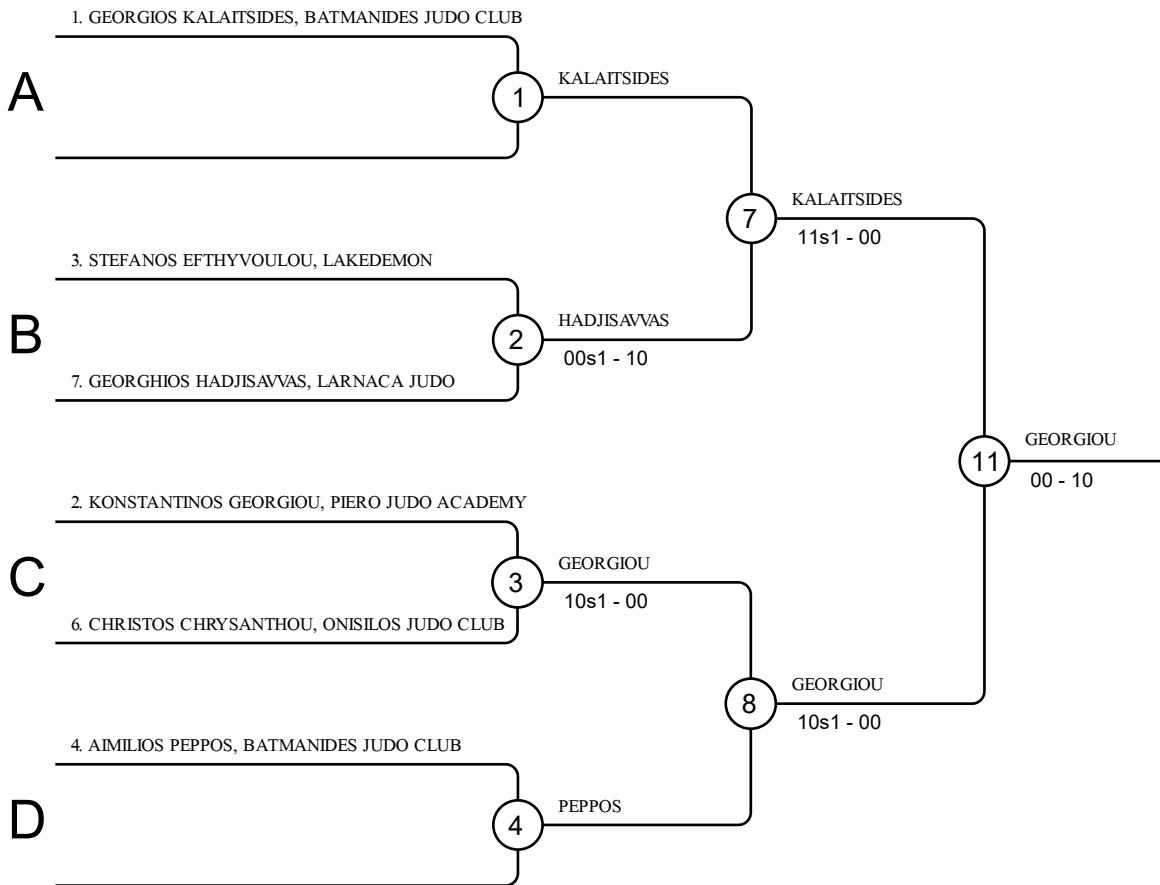 1. GEORGIOS KALAITSIDES, BATMANIDES JUDO CLUB
A
1
KALAITSIDES
7
KALAITSIDES
11s1 - 00
3. STEFANOS EFTHYVOULOU, LAKEDEMON
B
2
HADJISAVVAS
00s1 - 10
7. GEORGHIOS HADJISAVVAS, LARNACA JUDO
11
GEORGIOU
00 - 10
2. KONSTANTINOS GEORGIOU, PIERO JUDO ACADEMY
C
3
GEORGIOU
10s1 - 00
6. CHRISTOS CHRYSANTHOU, ONISILOS JUDO CLUB
8
GEORGIOU
10s1 - 00
4. AIMILIOS PEPPOS, BATMANIDES JUDO CLUB
D
4
PEPPOS